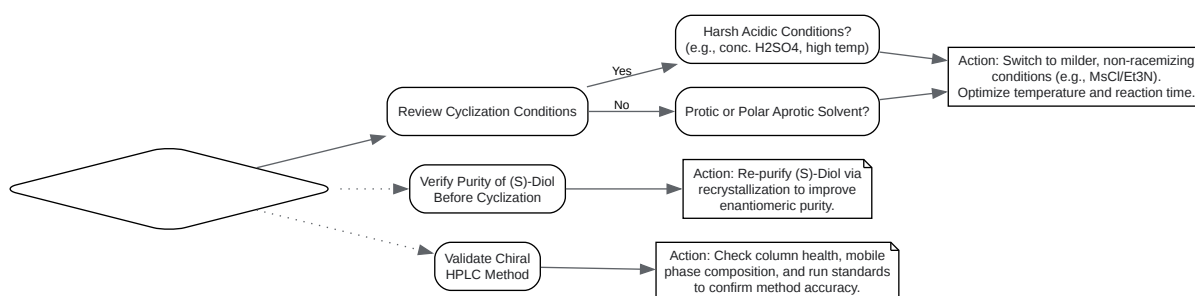 Harsh Acidic Conditions?
(e.g., conc. H2SO4, high temp)
Action: Switch to milder, non-racemizing
conditions (e.g., MsCl/Et3N).
Optimize temperature and reaction time.
Yes
Review Cyclization Conditions
No
Protic or Polar Aprotic Solvent?
Verify Purity of (S)-Diol
Before Cyclization
Action: Re-purify (S)-Diol via
recrystallization to improve
enantiomeric purity.
Validate Chiral
HPLC Method
Action: Check column health, mobile
phase composition, and run standards
to confirm method accuracy.